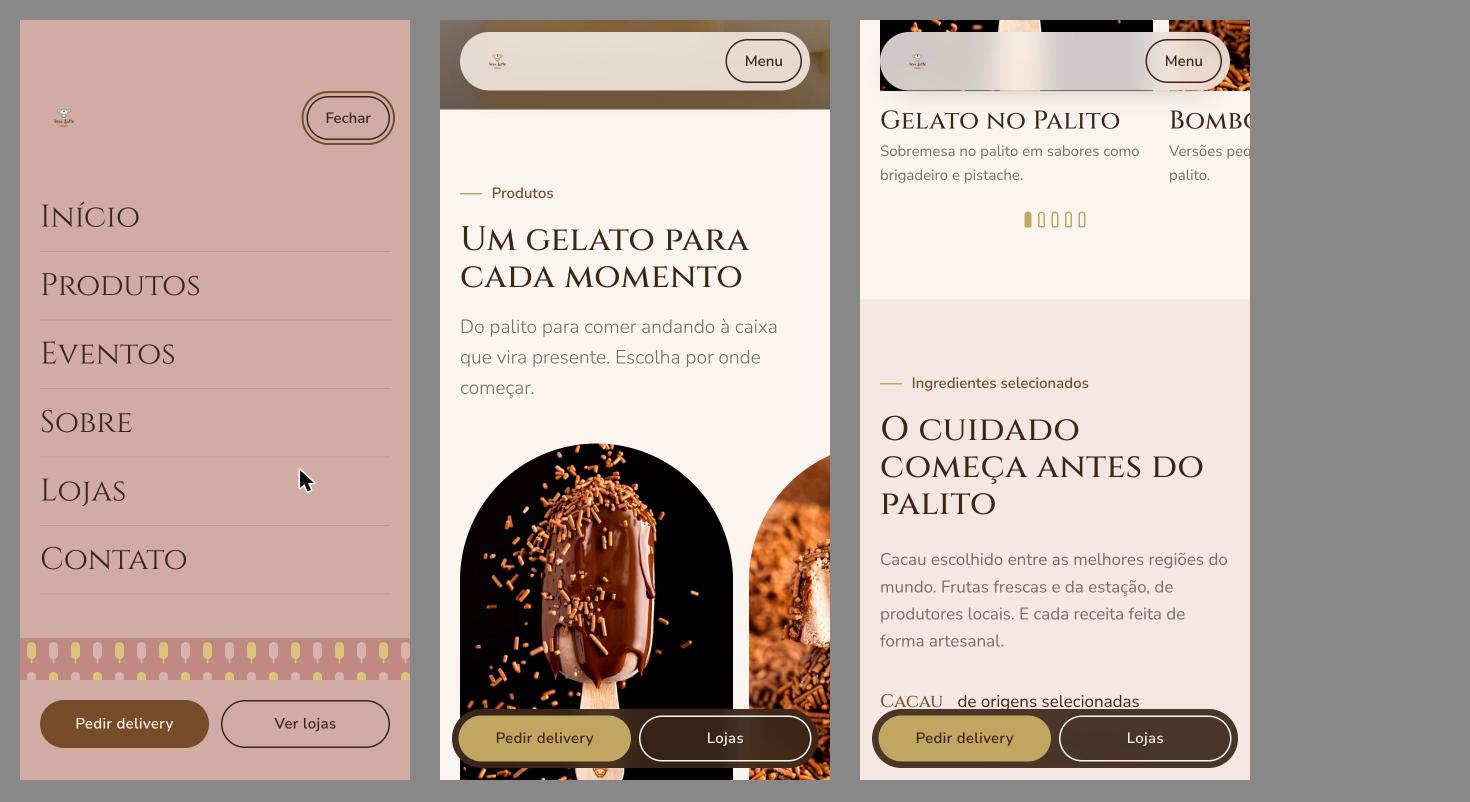 Fechar
Início
Produtos
Eventos
Sobre
Lojas
Contato
Pedir delivery
Ver lojas
Menu
Produtos
Um gelato para
cada momento
Do palito para comer andando à caixa
que vira presente. Escolha por onde
começar.
Pedir delivery
Lojas
Menu
Gelato no Palito
Sobremesa no palito em sabores como
brigadeiro e pistache.
Versões
palito.
Ingredientes selecionados
O cuidado
começa antes do
palito
Cacau escolhido entre as melhores regiões do
mundo. Frutas frescas e da estação, de
produtores locais. E cada receita feita de
forma artesanal.
Cacau de origens selecionadas
Pedir delivery
Lojas